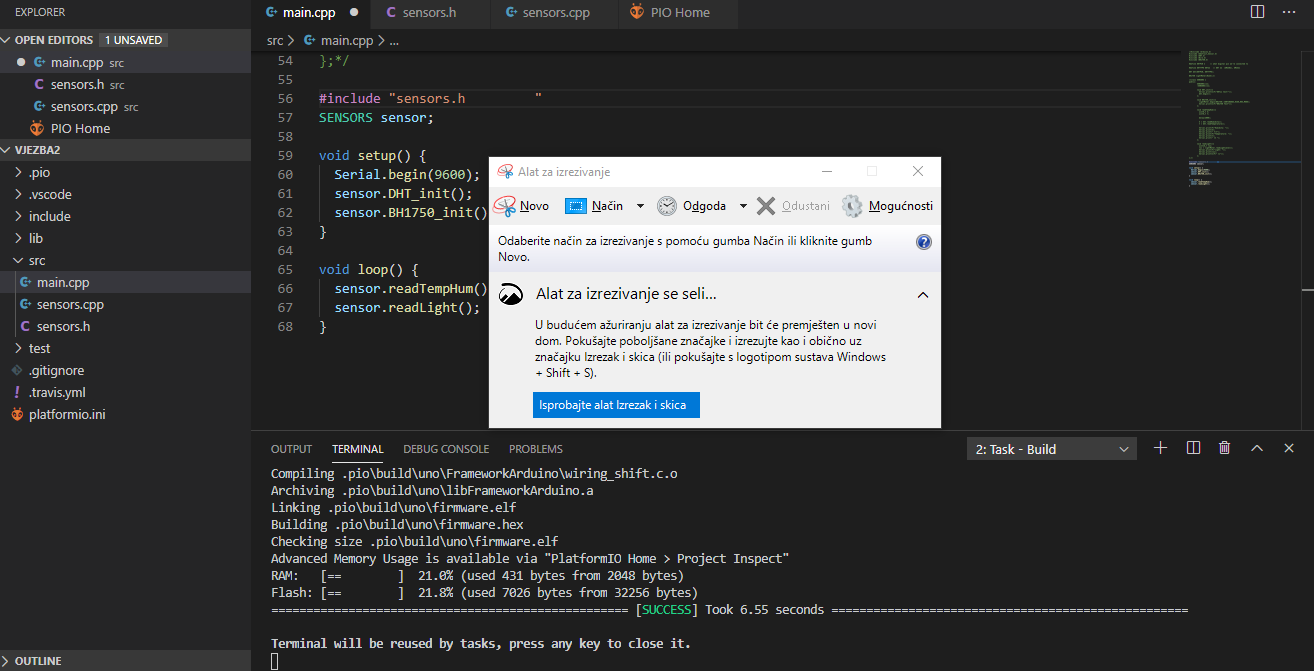 EXPLORER
OPEN EDITORS 1 UNSAVED
main.cpp src
sensors.h src
sensors.cpp src
PIO Home
VJEZBA2
.pio
.vscode
include
lib
src
main.cpp
sensors.cpp
sensors.h
test
.gitignore
.travis.yml
platformio.ini
OUTLINE
main.cpp
sensors.h
sensors.cpp
PIO Home
src > main.cpp > ...
54 };*/
55
56 #include "sensors.h         "
57 SENSORS sensor;
58
59 void setup() {
60   Serial.begin(9600);
61   sensor.DHT_init();
62   sensor.BH1750_init()
63 }
64
65 void loop() {
66   sensor.readTempHum()
67   sensor.readLight();
68 }
Alat za izrezivanje
Novo Način Odgoda Odustani Mogućnosti
Odaberite način za izrezivanje s pomoću gumba Način ili kliknite gumb
Novo.
Alat za izrezivanje se seli...
U budućem ažuriranju alat za izrezivanje bit će premješten u novi
dom. Pokušajte poboljšane značajke i izrezujte kao i obično uz
značajku Izrezak i skica (ili pokušajte s logotipom sustava Windows
+ Shift + S).
Isprobajte alat Izrezak i skica
OUTPUT TERMINAL DEBUG CONSOLE PROBLEMS
2: Task - Build
Compiling .pio\build\uno\FrameworkArduino\wiring_shift.c.o
Archiving .pio\build\uno\libFrameworkArduino.a
Linking .pio\build\uno\firmware.elf
Building .pio\build\uno\firmware.hex
Checking size .pio\build\uno\firmware.elf
Advanced Memory Usage is available via "PlatformIO Home > Project Inspect"
RAM:   [==        ]  21.0% (used 431 bytes from 2048 bytes)
Flash: [==        ]  21.8% (used 7026 bytes from 32256 bytes)
=================================================== [SUCCESS] Took 6.55 seconds ===================================================
Terminal will be reused by tasks, press any key to close it.